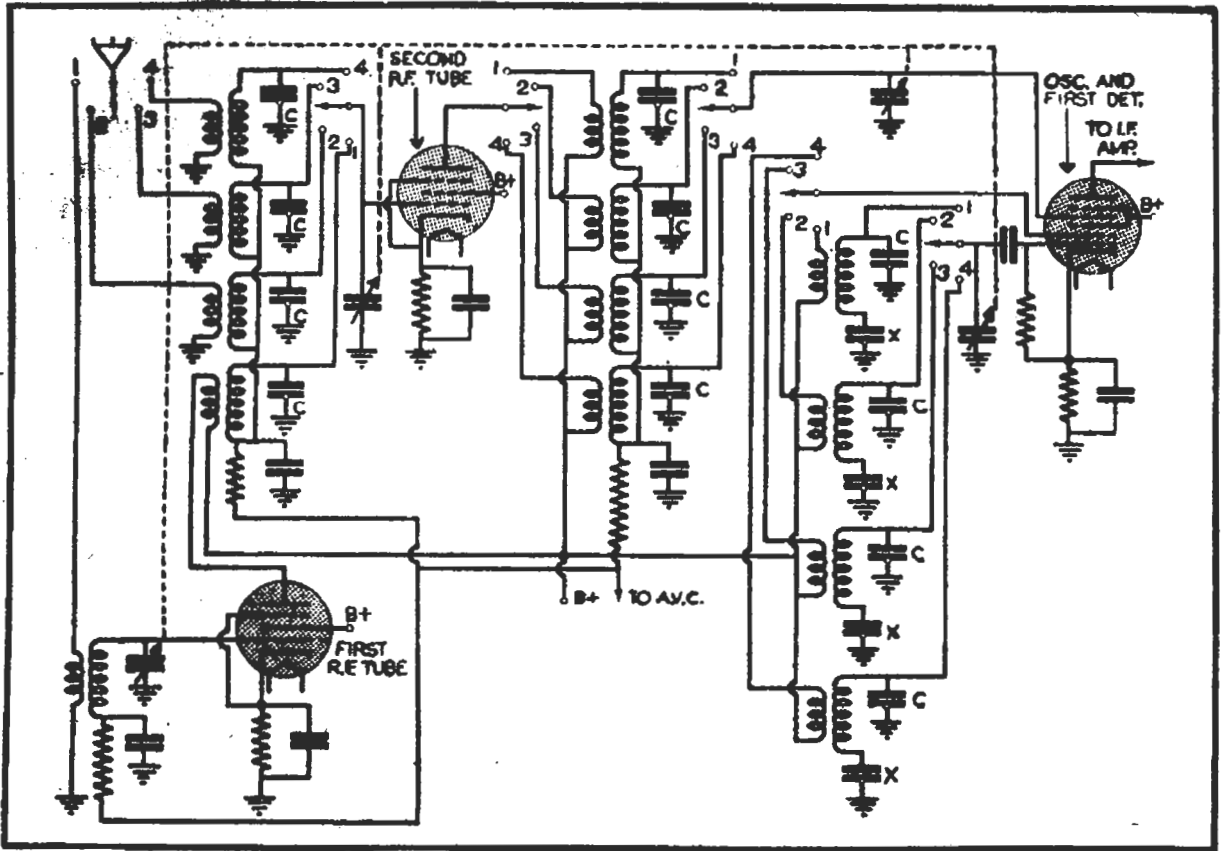 1
4
2
3
C
4
3
2
1
C
C
C
SECOND
R.F. TUBE
B+
1
2
3
4
C
C
C
C
1
2
3
4
B+
TO A.V.C.
4
3
2
1
OSC. AND
FIRST DET.
TO I.F.
AMP.
B+
1
2
3
4
C
X
C
X
C
X
C
X
B+
FIRST
R.F. TUBE